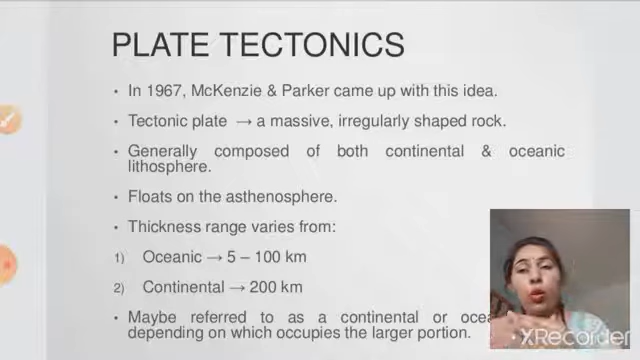 PLATE TECTONICS
• In 1967, McKenzie & Parker came up with this idea.
• Tectonic plate → a massive, irregularly shaped rock.
• Generally composed of both continental & oceanic
lithosphere.
• Floats on the asthenosphere.
• Thickness range varies from:
1) Oceanic → 5 – 100 km
2) Continental → 200 km
• Maybe referred to as a continental or
depending on which occupies the larger portion.
XRecorder